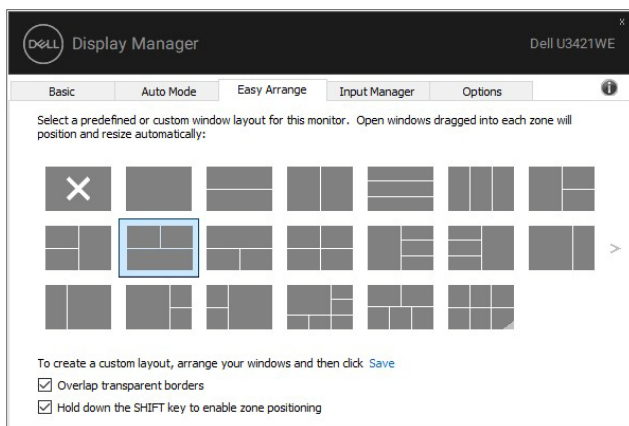 x
DELL Display Manager Dell U3421WE
Basic Auto Mode Easy Arrange Input Manager Options
Select a predefined or custom window layout for this monitor. Open windows dragged into each zone will
position and resize automatically:
To create a custom layout, arrange your windows and then click Save
Overlap transparent borders
Hold down the SHIFT key to enable zone positioning